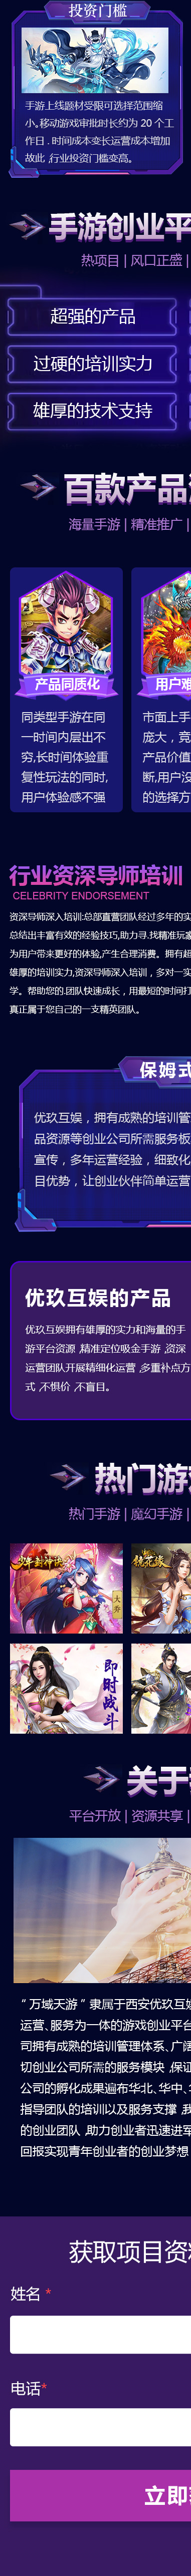 投资门槛
手游上线题材受限可选择范围缩
小,移动游戏审批时长约为 20 个工
作日 . 时间成本变长运营成本增加
故此 ,行业投资门槛变高。
手游创业平
热项目 | 风口正盛 |
超强的产品
过硬的培训实力
雄厚的技术支持
百款产品
海量手游 | 精准推广 |
产品同质化
同类型手游在同
一时间内层出不
穷,长时间体验重
复性玩法的同时,
用户体验感不强
用户难
市面上手
庞大，竞
产品价值
断,用户没
的选择方
行业资深导师培训
CELEBRITY ENDORSEMENT
资深导师深入培训:总部直营团队经过多年的实
总结出丰富有效的经验技巧,助力寻.找精准玩家
为用户带来更好的体验,产生合理消费。拥有超
雄厚的培训实力,资深导师深入培训，多对一实
学。帮助您的.团队快速成长，用最短的时间打
真正属于您自己的一支精英团队。
保姆式
优玖互娱，拥有成熟的培训管
品资源等创业公司所需服务板
宣传，多年运营经验，细致化
目优势，让创业伙伴简单运营
优玖互娱的产品
优玖互娱拥有雄厚的实力和海量的手
游平台资源 ,精准定位吸金手游 ,资深
运营团队开展精细化运营 ,多重补点方
式 ,不惧价 ,不盲目。
热门游
热门手游 | 魔幻手游 |
大乔
即时战斗
关于
平台开放 | 资源共享 |
“ 万域天游 ” 隶属于西安优玖互娱
运营、服务为一体的游戏创业平台
司拥有成熟的培训管理体系、广阔
切创业公司所需的服务模块 ,保证
公司的孵化成果遍布华北、华中、
指导团队的培训以及服务支撑 ,我
的创业团队 ,助力创业者迅速进军
回报实现青年创业者的创业梦想
获取项目资料
姓名 *
电话*
立即